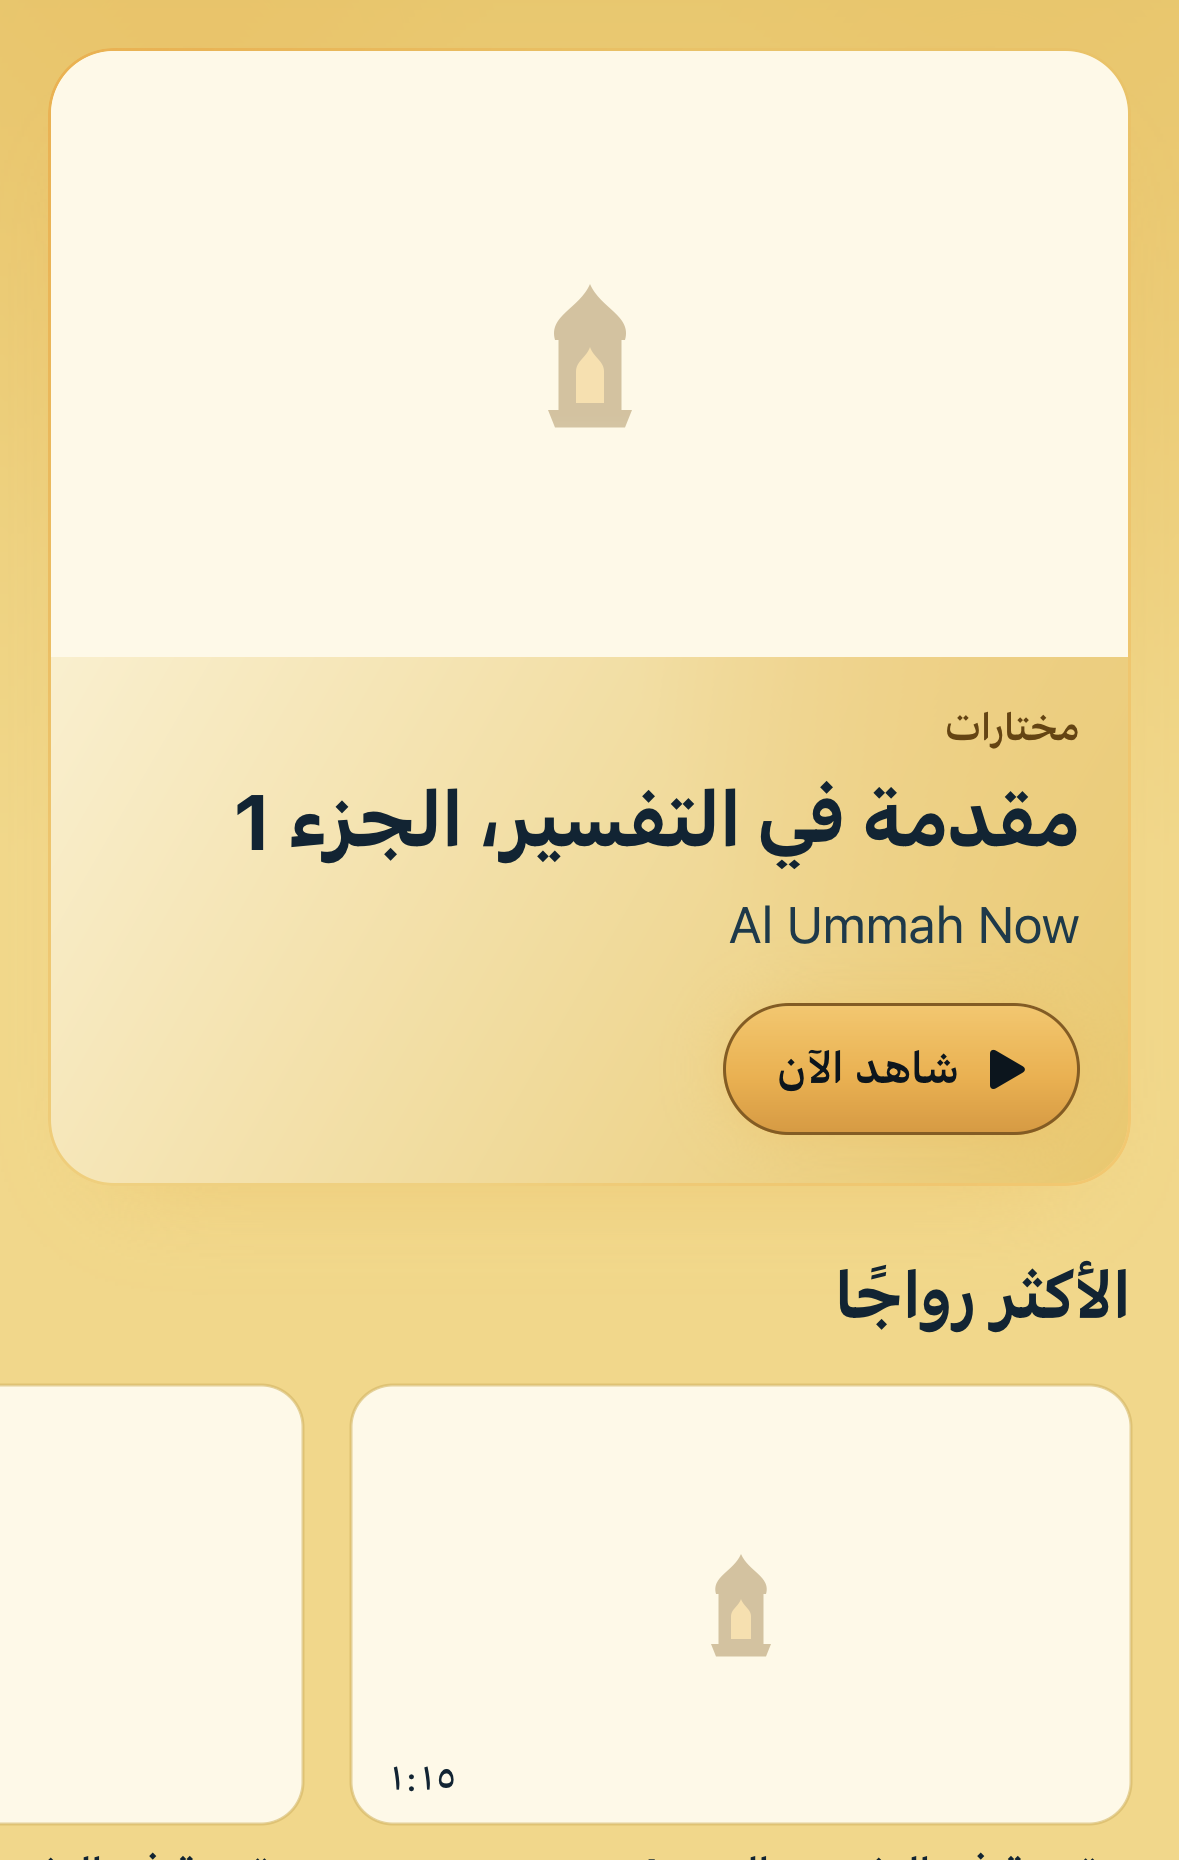 مختارات
مقدمة في التفسير، الجزء 1
Al Ummah Now
شاهد الآن
الأكثر رواجًا
١:١٥